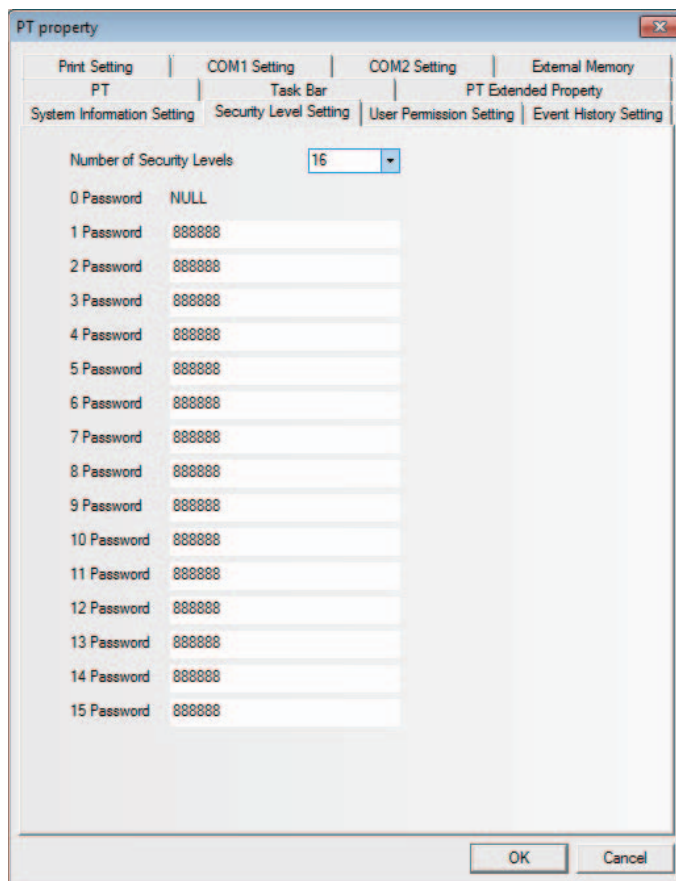 PT property
Print Setting COM1 Setting COM2 Setting External Memory
PT Task Bar PT Extended Property
System Information Setting Security Level Setting User Permission Setting Event History Setting
Number of Security Levels 16
0 Password NULL
1 Password 888888
2 Password 888888
3 Password 888888
4 Password 888888
5 Password 888888
6 Password 888888
7 Password 888888
8 Password 888888
9 Password 888888
10 Password 888888
11 Password 888888
12 Password 888888
13 Password 888888
14 Password 888888
15 Password 888888
OK Cancel